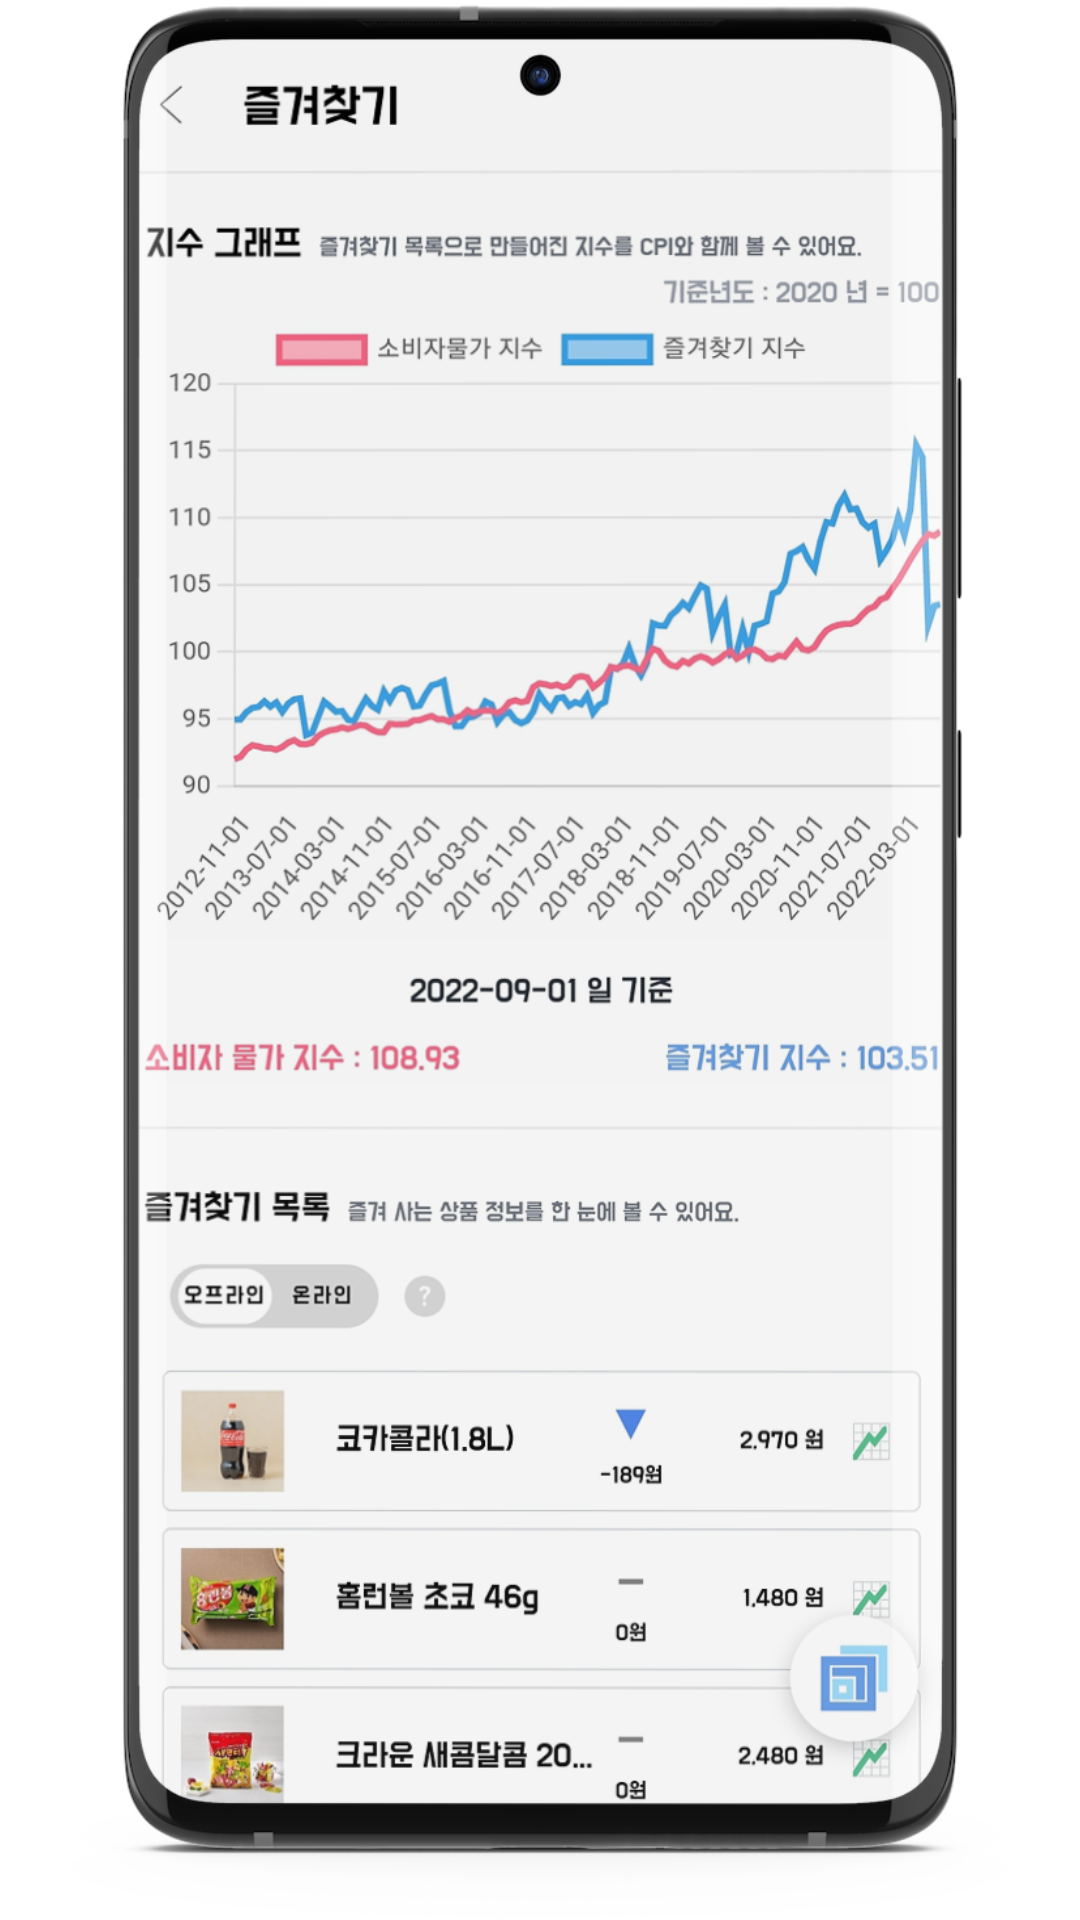 즐겨찾기
지수 그래프 즐겨찾기 목록으로 만들어진 지수를 CPI와 함께 볼 수 있어요.
기준년도 : 2020 년 = 100
소비자물가 지수 즐겨찾기 지수
120
115
110
105
100
95
90
2012-11-01 2013-07-01 2014-03-01 2014-11-01 2015-07-01 2016-03-01 2016-11-01 2017-07-01 2018-03-01 2018-11-01 2019-07-01 2020-03-01 2020-11-01 2021-07-01 2022-03-01
2022-09-01 일 기준
소비자 물가 지수 : 108.93 즐겨찾기 지수 : 103.51
즐겨찾기 목록 즐겨 사는 상품 정보를 한 눈에 볼 수 있어요.
오프라인 온라인 ?
코카콜라(1.8L) 2,970 원
-189원
홈런볼 초코 46g 1,480 원
0원
홈런볼
크라운 새콤달콤 20... 2,480 원
0원